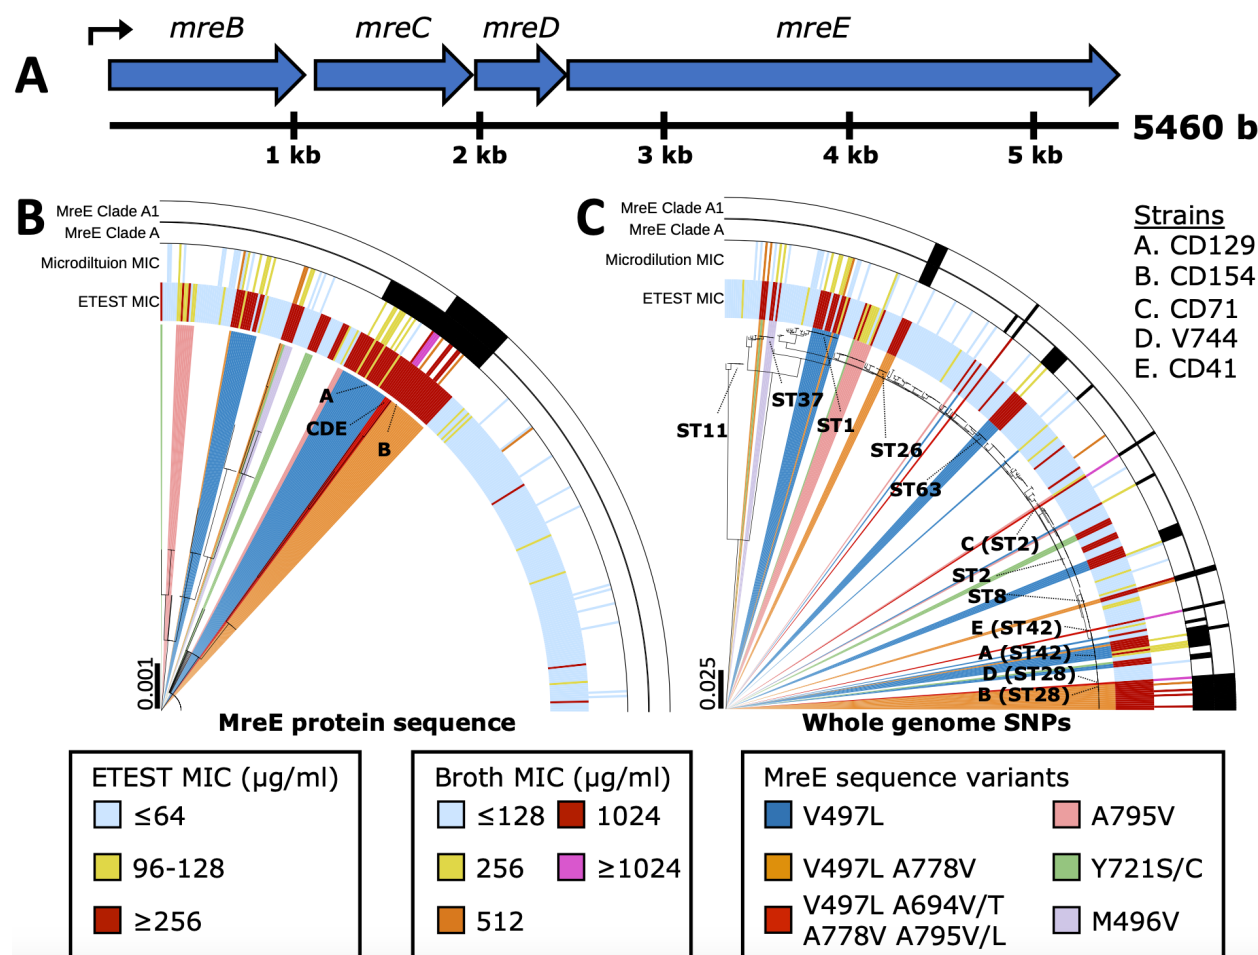 mreB mreC mreD mreE
A
5460 b
1 kb 2 kb 3 kb 4 kb 5 kb
B
MreE Clade A1
MreE Clade A
Microdiltuion MIC
ETEST MIC
A
CDE
B
0.001
MreE protein sequence
C
MreE Clade A1
MreE Clade A
Microdilution MIC
ETEST MIC
ST11
ST37
ST1
ST26
ST63
C (ST2)
ST2
ST8
E (ST42)
A (ST42)
D (ST28)
B (ST28)
0.025
Whole genome SNPs
Strains
A. CD129
B. CD154
C. CD71
D. V744
E. CD41
ETEST MIC (µg/ml)
≤64
96-128
≥256
Broth MIC (µg/ml)
≤128 1024
256 ≥1024
512
MreE sequence variants
V497L A795V
V497L A778V Y721S/C
V497L A694V/T
A778V A795V/L
M496V